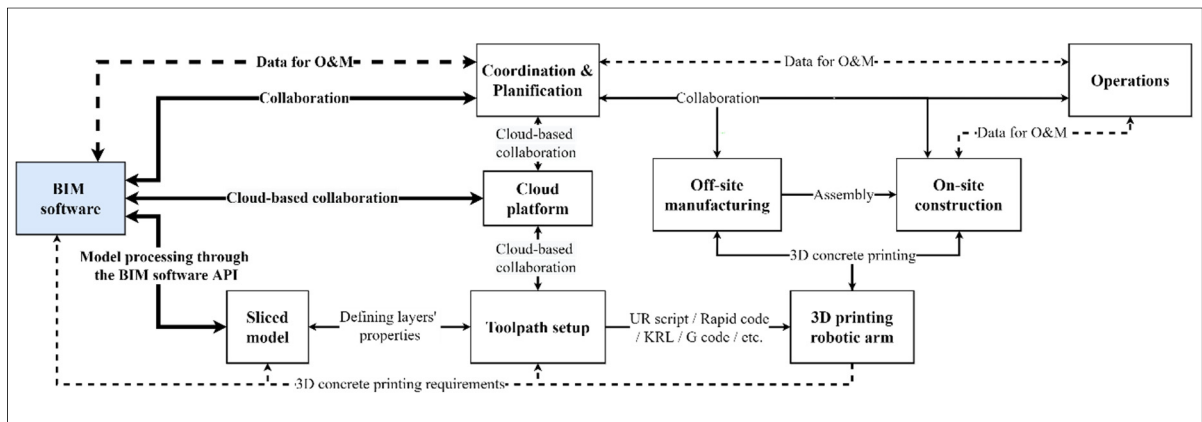 Data for O&M
Coordination &
Planification
Data for O&M
Operations
Collaboration
Collaboration
Cloud-based
collaboration
Data for O&M
BIM
software
Cloud-based collaboration
Cloud
platform
Off-site
manufacturing
Assembly
On-site
construction
Model processing through
the BIM software API
Cloud-based
collaboration
3D concrete printing
Sliced
model
Defining layers'
properties
Toolpath setup
UR script / Rapid code
/ KRL / G code / etc.
3D printing
robotic arm
3D concrete printing requirements